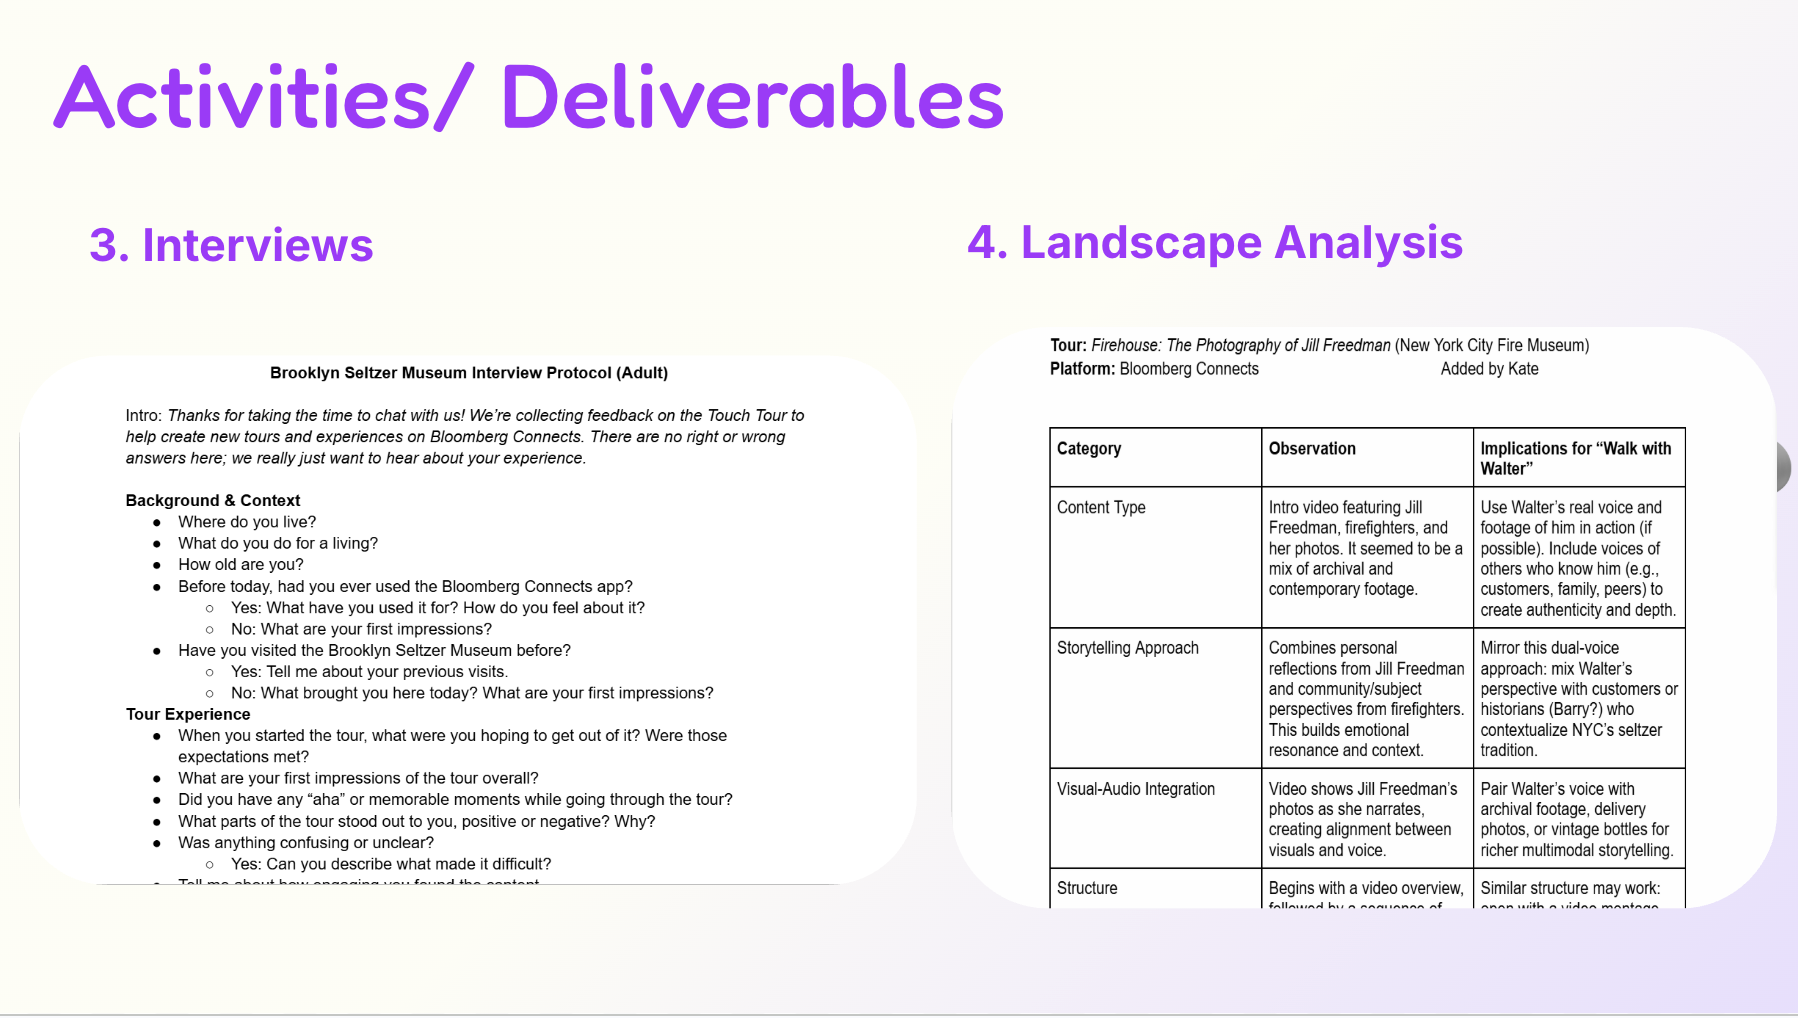 Activities/ Deliverables
3. Interviews
Brooklyn Seltzer Museum Interview Protocol (Adult)
Intro: Thanks for taking the time to chat with us! We’re collecting feedback on the Touch Tour to
help create new tours and experiences on Bloomberg Connects. There are no right or wrong
answers here; we really just want to hear about your experience.
Background & Context
● Where do you live?
● What do you do for a living?
● How old are you?
● Before today, had you ever used the Bloomberg Connects app?
○ Yes: What have you used it for? How do you feel about it?
○ No: What are your first impressions?
● Have you visited the Brooklyn Seltzer Museum before?
○ Yes: Tell me about your previous visits.
○ No: What brought you here today? What are your first impressions?
Tour Experience
● When you started the tour, what were you hoping to get out of it? Were those
expectations met?
● What are your first impressions of the tour overall?
● Did you have any “aha” or memorable moments while going through the tour?
● What parts of the tour stood out to you, positive or negative? Why?
● Was anything confusing or unclear?
○ Yes: Can you describe what made it difficult?
● Tell me about how engaging you found the content
4. Landscape Analysis
Tour: Firehouse: The Photography of Jill Freedman (New York City Fire Museum)
Platform: Bloomberg Connects Added by Kate
Category
Observation
Implications for “Walk with
Walter”
Content Type
Intro video featuring Jill
Freedman, firefighters, and
her photos. It seemed to be a
mix of archival and
contemporary footage.
Use Walter’s real voice and
footage of him in action (if
possible). Include voices of
others who know him (e.g.,
customers, family, peers) to
create authenticity and depth.
Storytelling Approach
Combines personal
reflections from Jill Freedman
and community/subject
perspectives from firefighters.
This builds emotional
resonance and context.
Mirror this dual-voice
approach: mix Walter’s
perspective with customers or
historians (Barry?) who
contextualize NYC’s seltzer
tradition.
Visual-Audio Integration
Video shows Jill Freedman’s
photos as she narrates,
creating alignment between
visuals and voice.
Pair Walter’s voice with
archival footage, delivery
photos, or vintage bottles for
richer multimodal storytelling.
Structure
Begins with a video overview,
followed by a sequence of
Similar structure may work:
open with a video montage